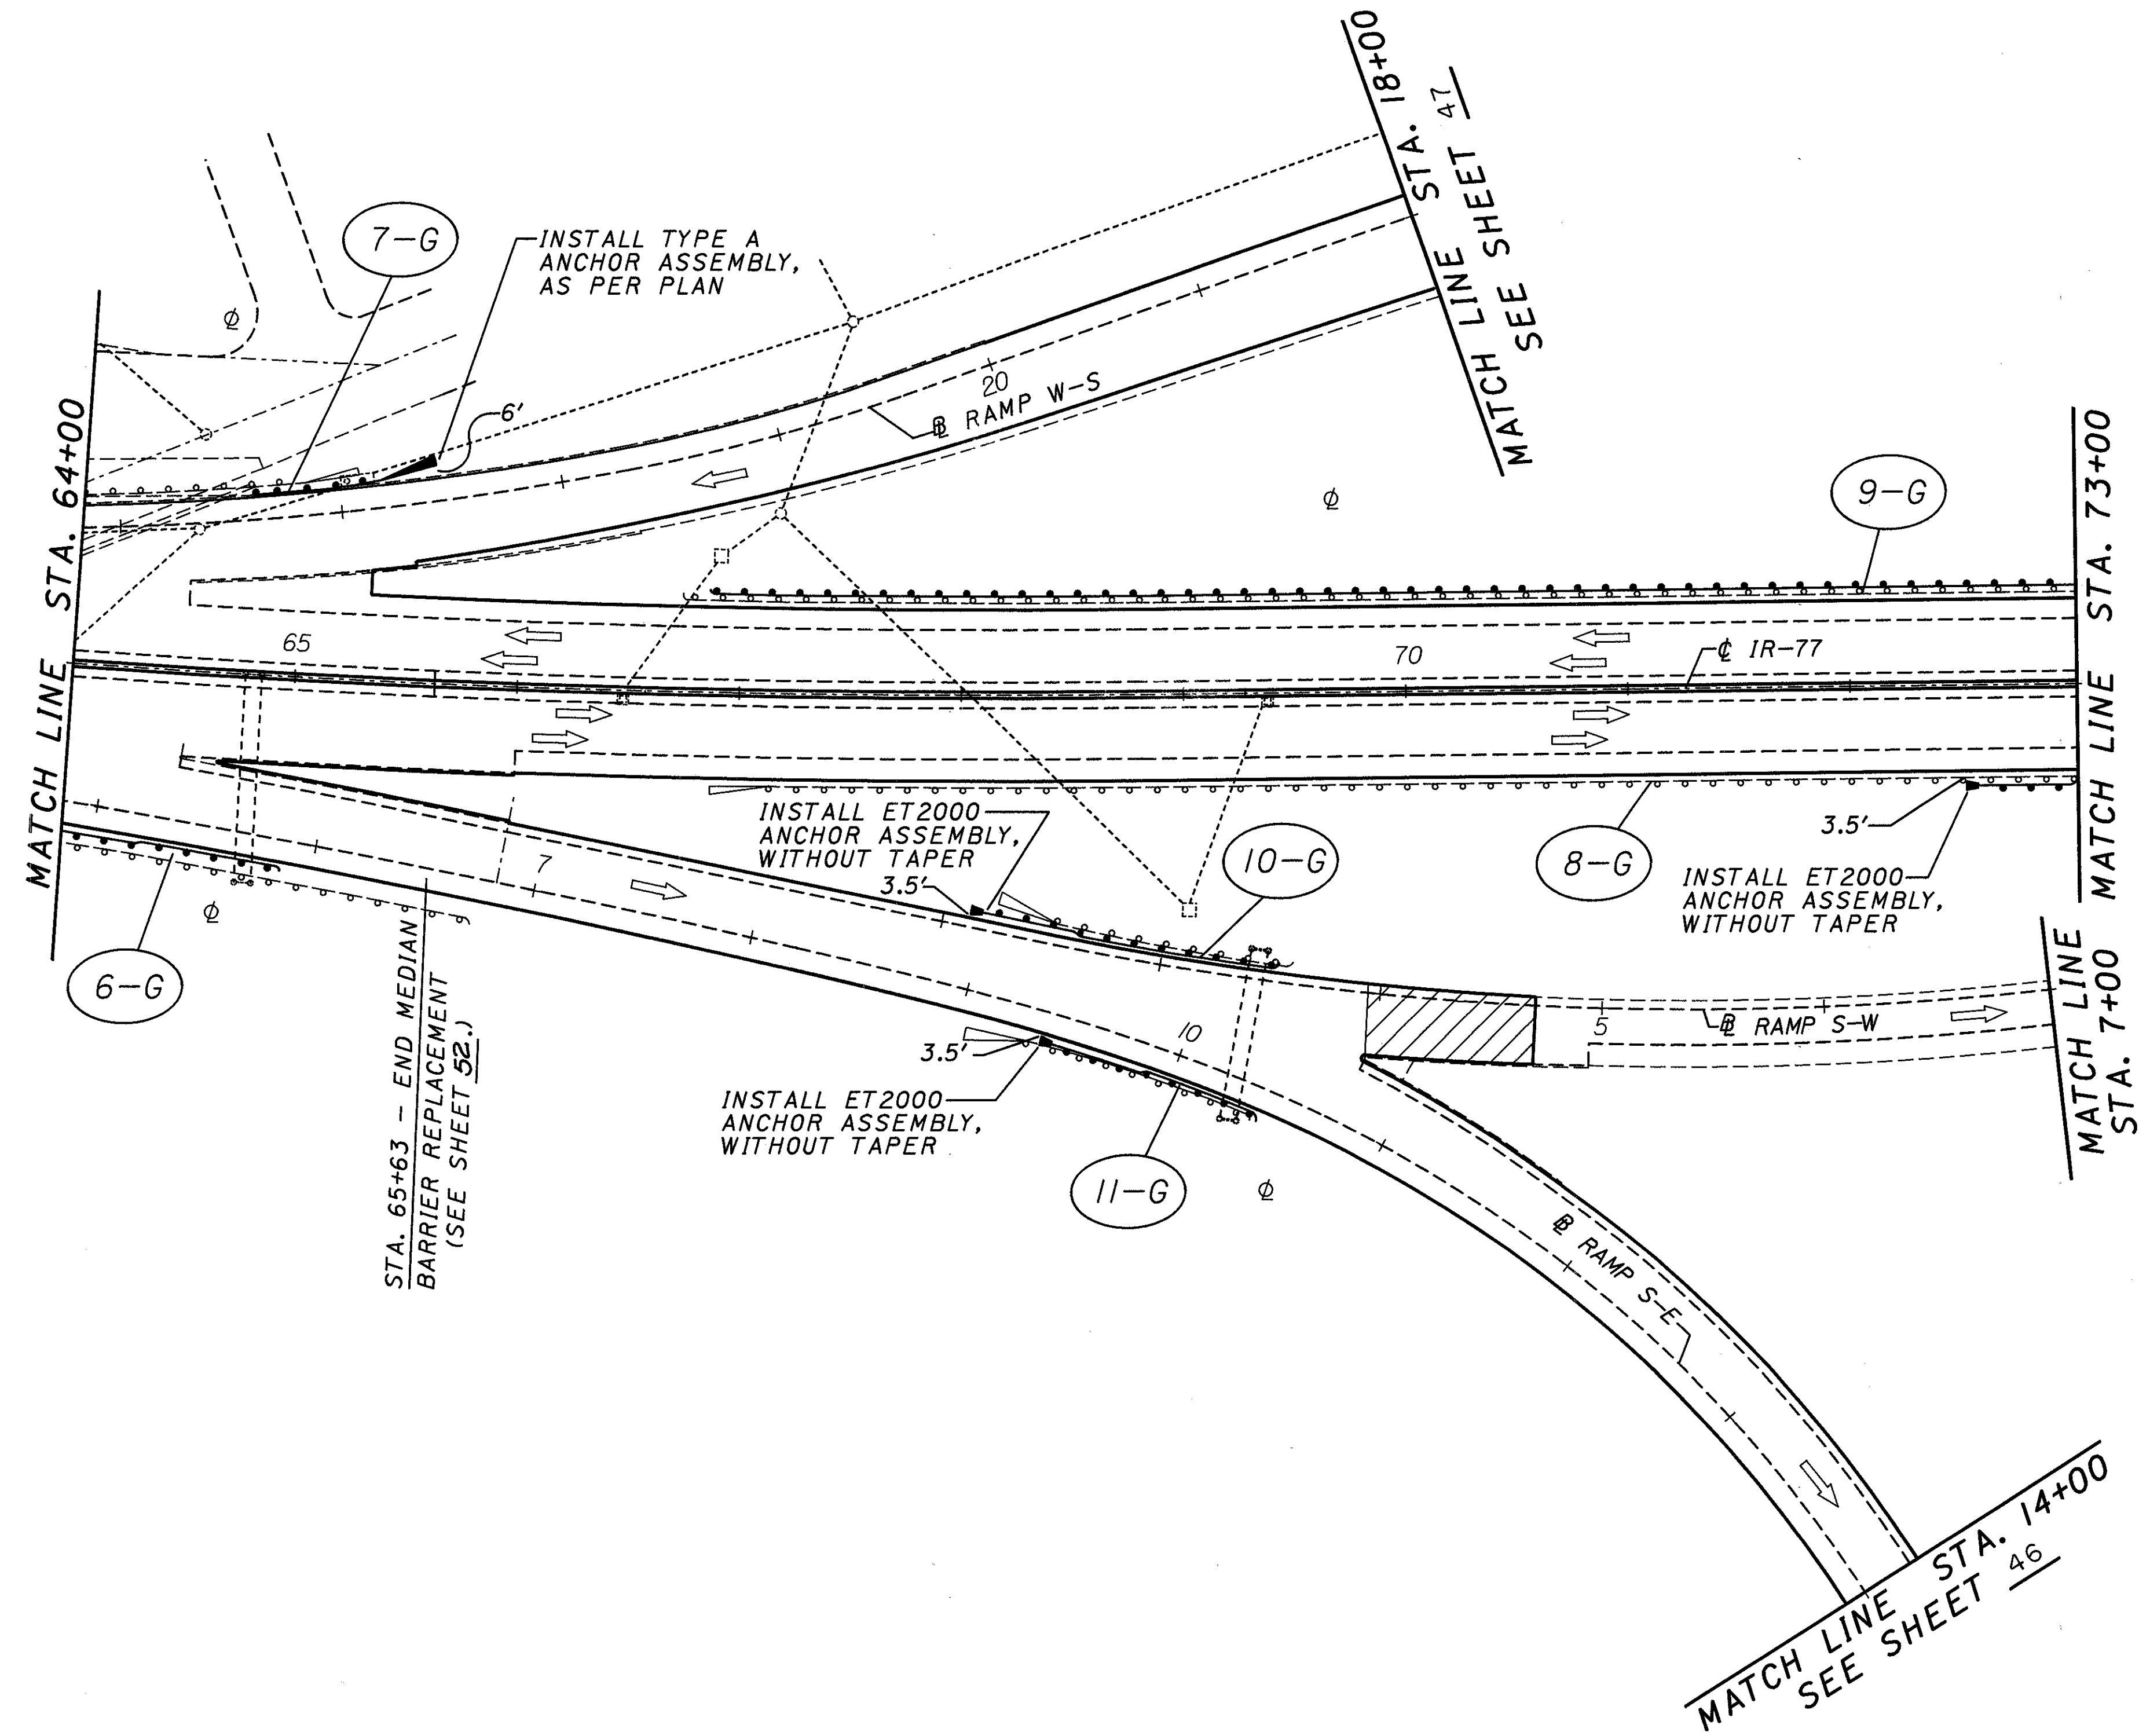 MATCH LINE STA. 18+00
SEE SHEET 47
7-G
INSTALL TYPE A
ANCHOR ASSEMBLY,
AS PER PLAN
6'
20
℄ RAMP W-S
MATCH LINE STA. 64+00
9-G
MATCH LINE STA. 73+00
65
70
℄ IR-77
INSTALL ET2000
ANCHOR ASSEMBLY,
WITHOUT TAPER
3.5'
10-G
8-G
3.5'
INSTALL ET2000
ANCHOR ASSEMBLY,
WITHOUT TAPER
7
6-G
STA. 65+63 - END MEDIAN
BARRIER REPLACEMENT
(SEE SHEET 52.)
10
3.5'
INSTALL ET2000
ANCHOR ASSEMBLY,
WITHOUT TAPER
11-G
5
RAMP S-W
MATCH LINE
STA. 7+00
RAMP S-E
MATCH LINE STA. 14+00
SEE SHEET 46